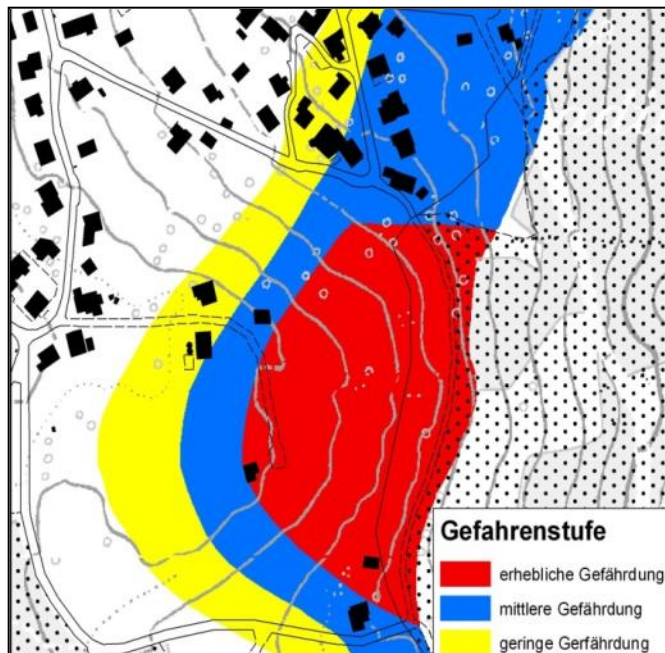 Gefahrenstufe
erhebliche Gefährdung
mittlere Gefährdung
geringe Gerfährdung